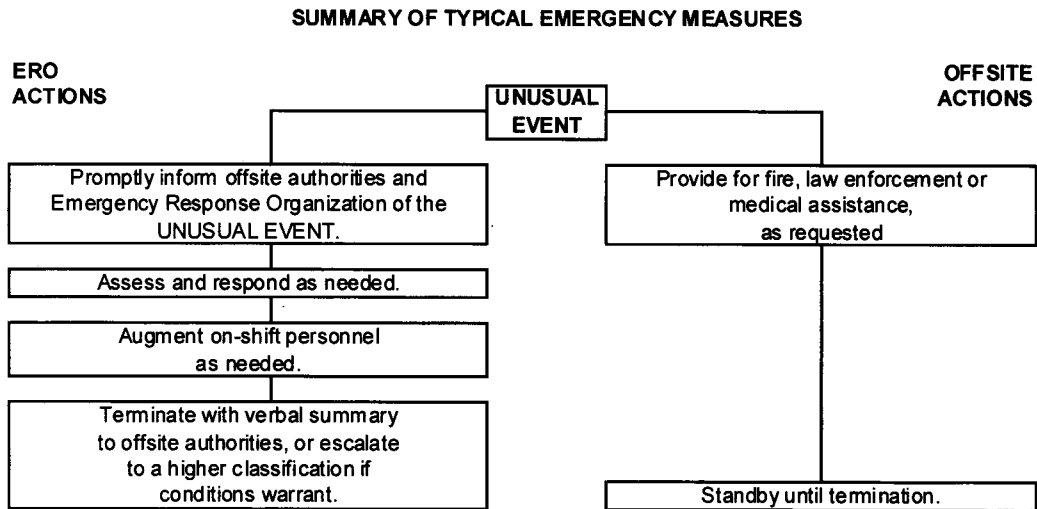 SUMMARY OF TYPICAL EMERGENCY MEASURES
ERO
ACTIONS
OFFSITE
ACTIONS
UNUSUAL
EVENT
Promptly inform offsite authorities and
Emergency Response Organization of the
UNUSUAL EVENT.
Assess and respond as needed.
Augment on-shift personnel
as needed.
Terminate with verbal summary
to offsite authorities, or escalate
to a higher classification if
conditions warrant.
Provide for fire, law enforcement or
medical assistance,
as requested
Standby until termination.